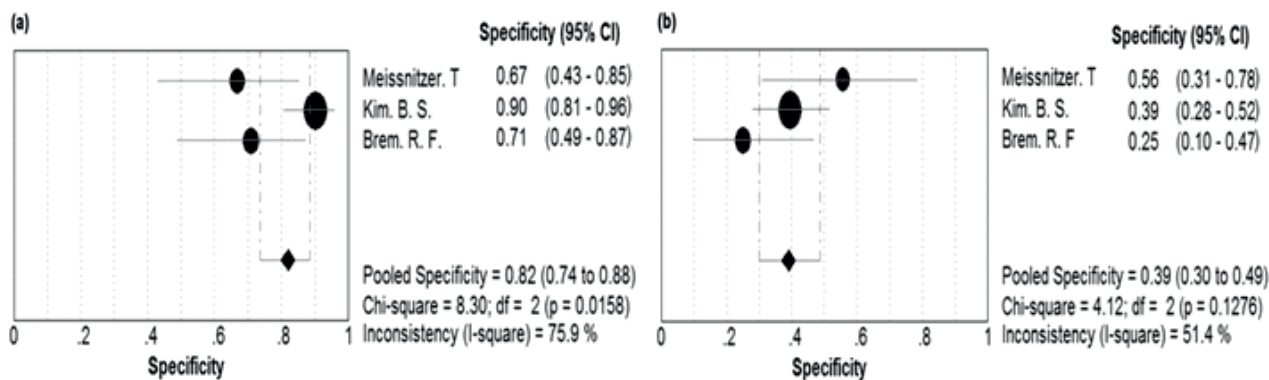 (a)
Specificity (95% CI)
Meissnitzer. T 0.67 (0.43 - 0.85)
Kim. B. S. 0.90 (0.81 - 0.96)
Brem. R. F. 0.71 (0.49 - 0.87)
Pooled Specificity = 0.82 (0.74 to 0.88)
Chi-square = 8.30; df = 2 (p = 0.0158)
Inconsistency (I-square) = 75.9 %
0 .2 .4 .6 .8 1
Specificity
(b)
Specificity (95% CI)
Meissnitzer. T 0.56 (0.31 - 0.78)
Kim. B. S. 0.39 (0.28 - 0.52)
Brem. R. F 0.25 (0.10 - 0.47)
Pooled Specificity = 0.39 (0.30 to 0.49)
Chi-square = 4.12; df = 2 (p = 0.1276)
Inconsistency (I-square) = 51.4 %
0 .2 .4 .6 .8 1
Specificity